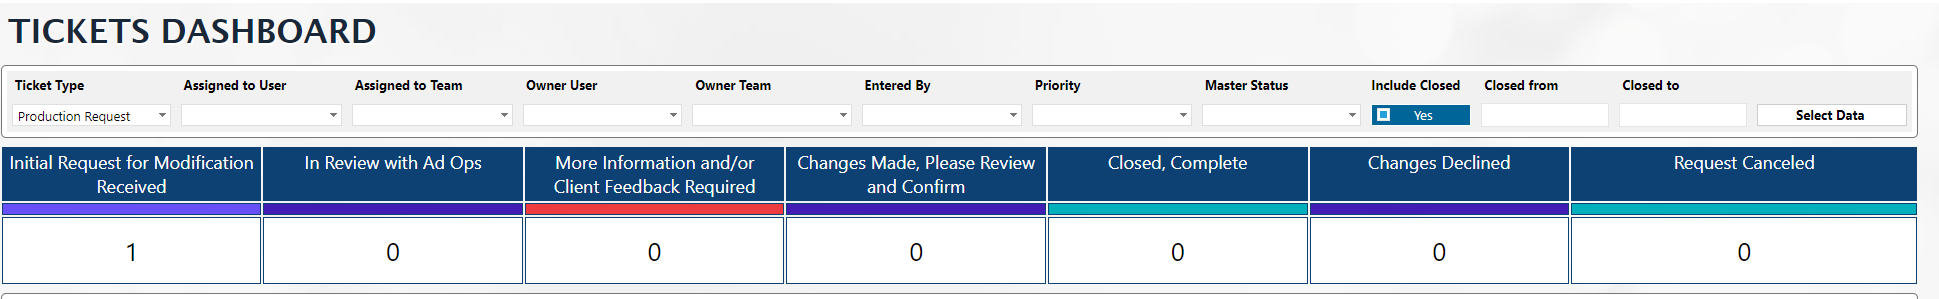 TICKETS DASHBOARD
Ticket Type Assigned to User Assigned to Team Owner User Owner Team Entered By Priority Master Status Include Closed Closed from Closed to
Production Request Yes Select Data
Initial Request for Modification
Received
In Review with Ad Ops
More Information and/or
Client Feedback Required
Changes Made, Please Review
and Confirm
Closed, Complete
Changes Declined
Request Canceled
1 0 0 0 0 0 0